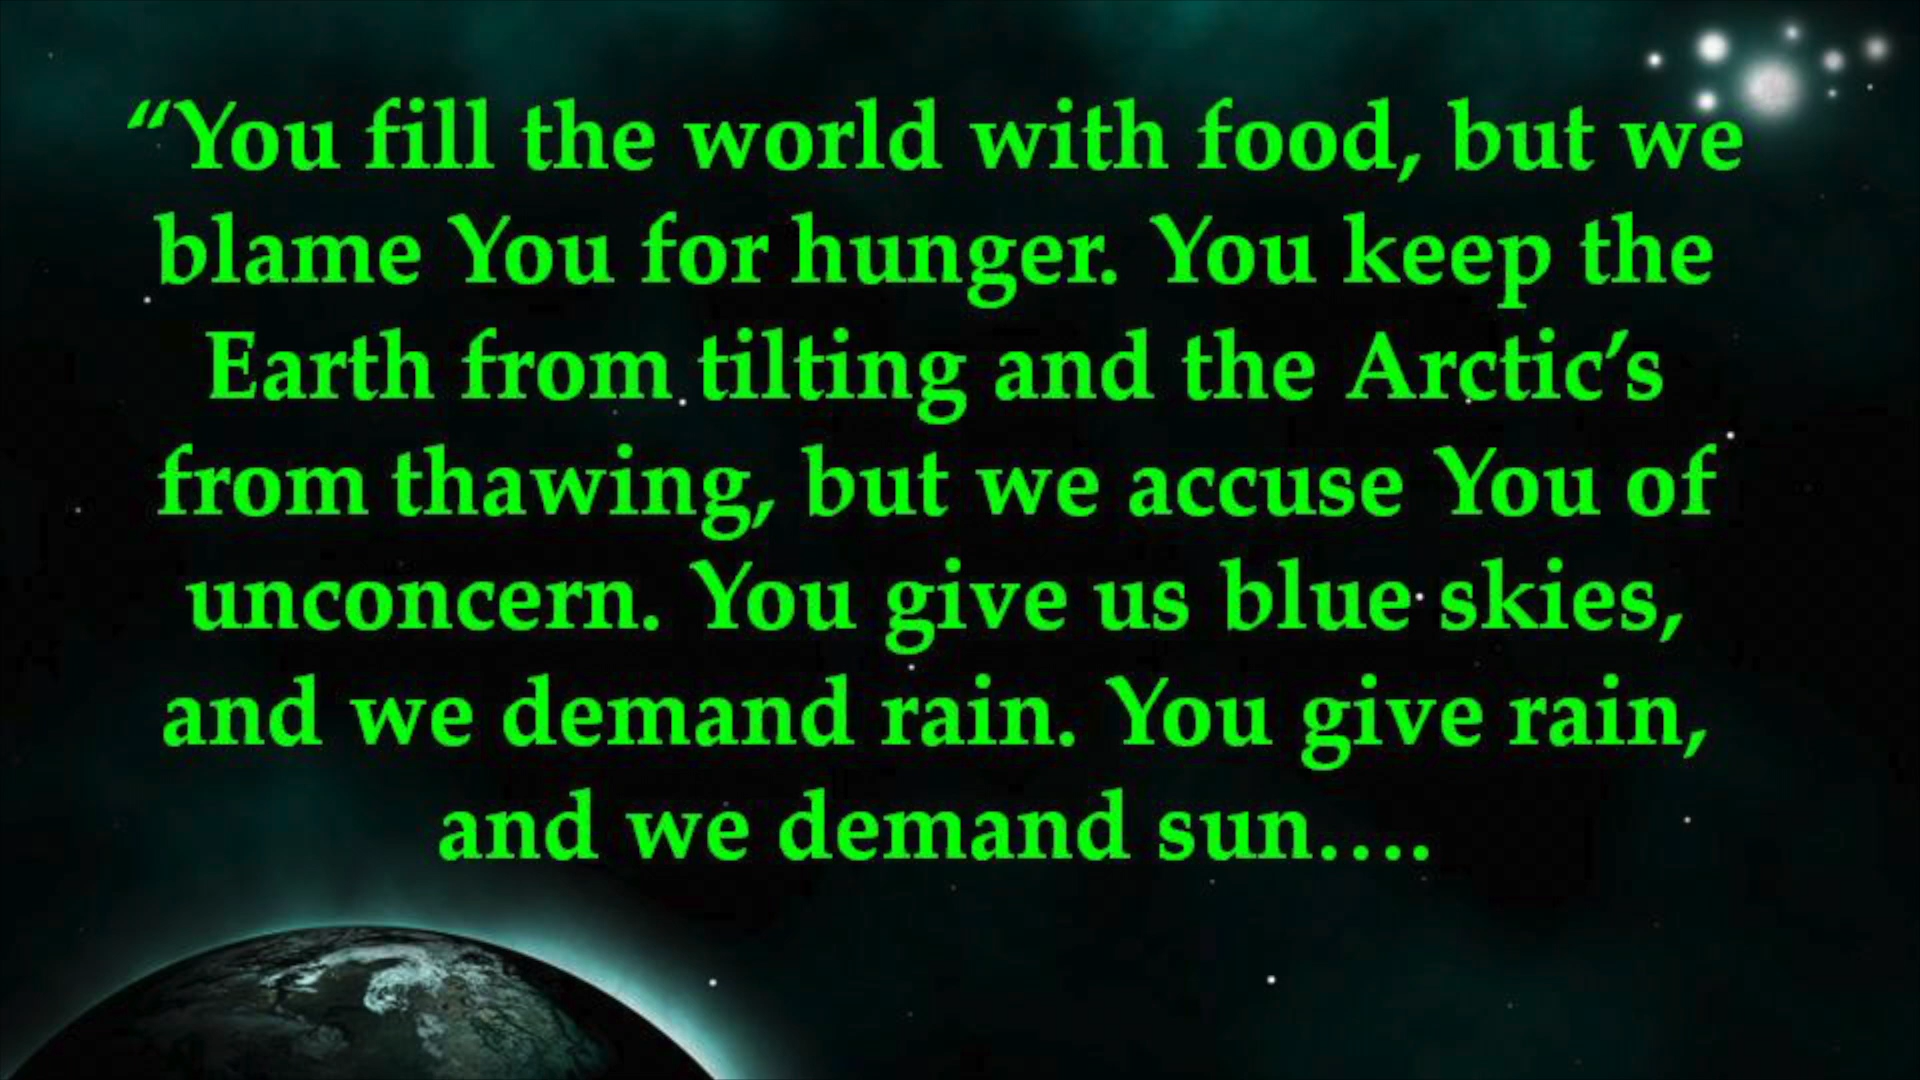 “You fill the world with food, but we
blame You for hunger. You keep the
Earth from tilting and the Arctic’s
from thawing, but we accuse You of
unconcern. You give us blue skies,
and we demand rain. You give rain,
and we demand sun….